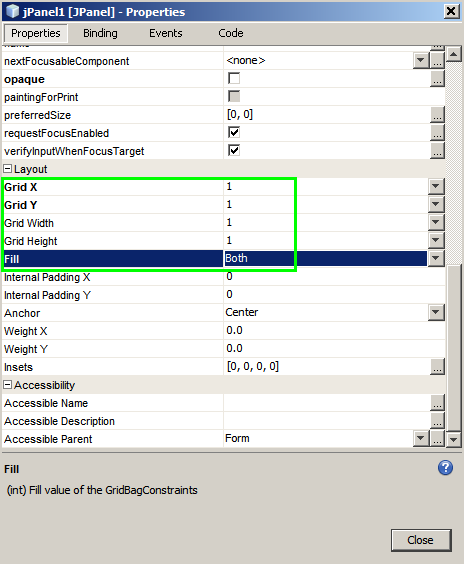 jPanel1 [JPanel] - Properties
Properties Binding Events Code
nextFocusableComponent <none> ...
opaque ...
paintingForPrint
preferredSize [0, 0] ...
requestFocusEnabled ...
verifyInputWhenFocusTarget ...
Layout
Grid X 1
Grid Y 1
Grid Width 1
Grid Height 1
Fill Both
Internal Padding X 0
Internal Padding Y 0
Anchor Center
Weight X 0.0
Weight Y 0.0
Insets [0, 0, 0, 0] ...
Accessibility
Accessible Name ...
Accessible Description ...
Accessible Parent Form ...
Fill
(int) Fill value of the GridBagConstraints
Close